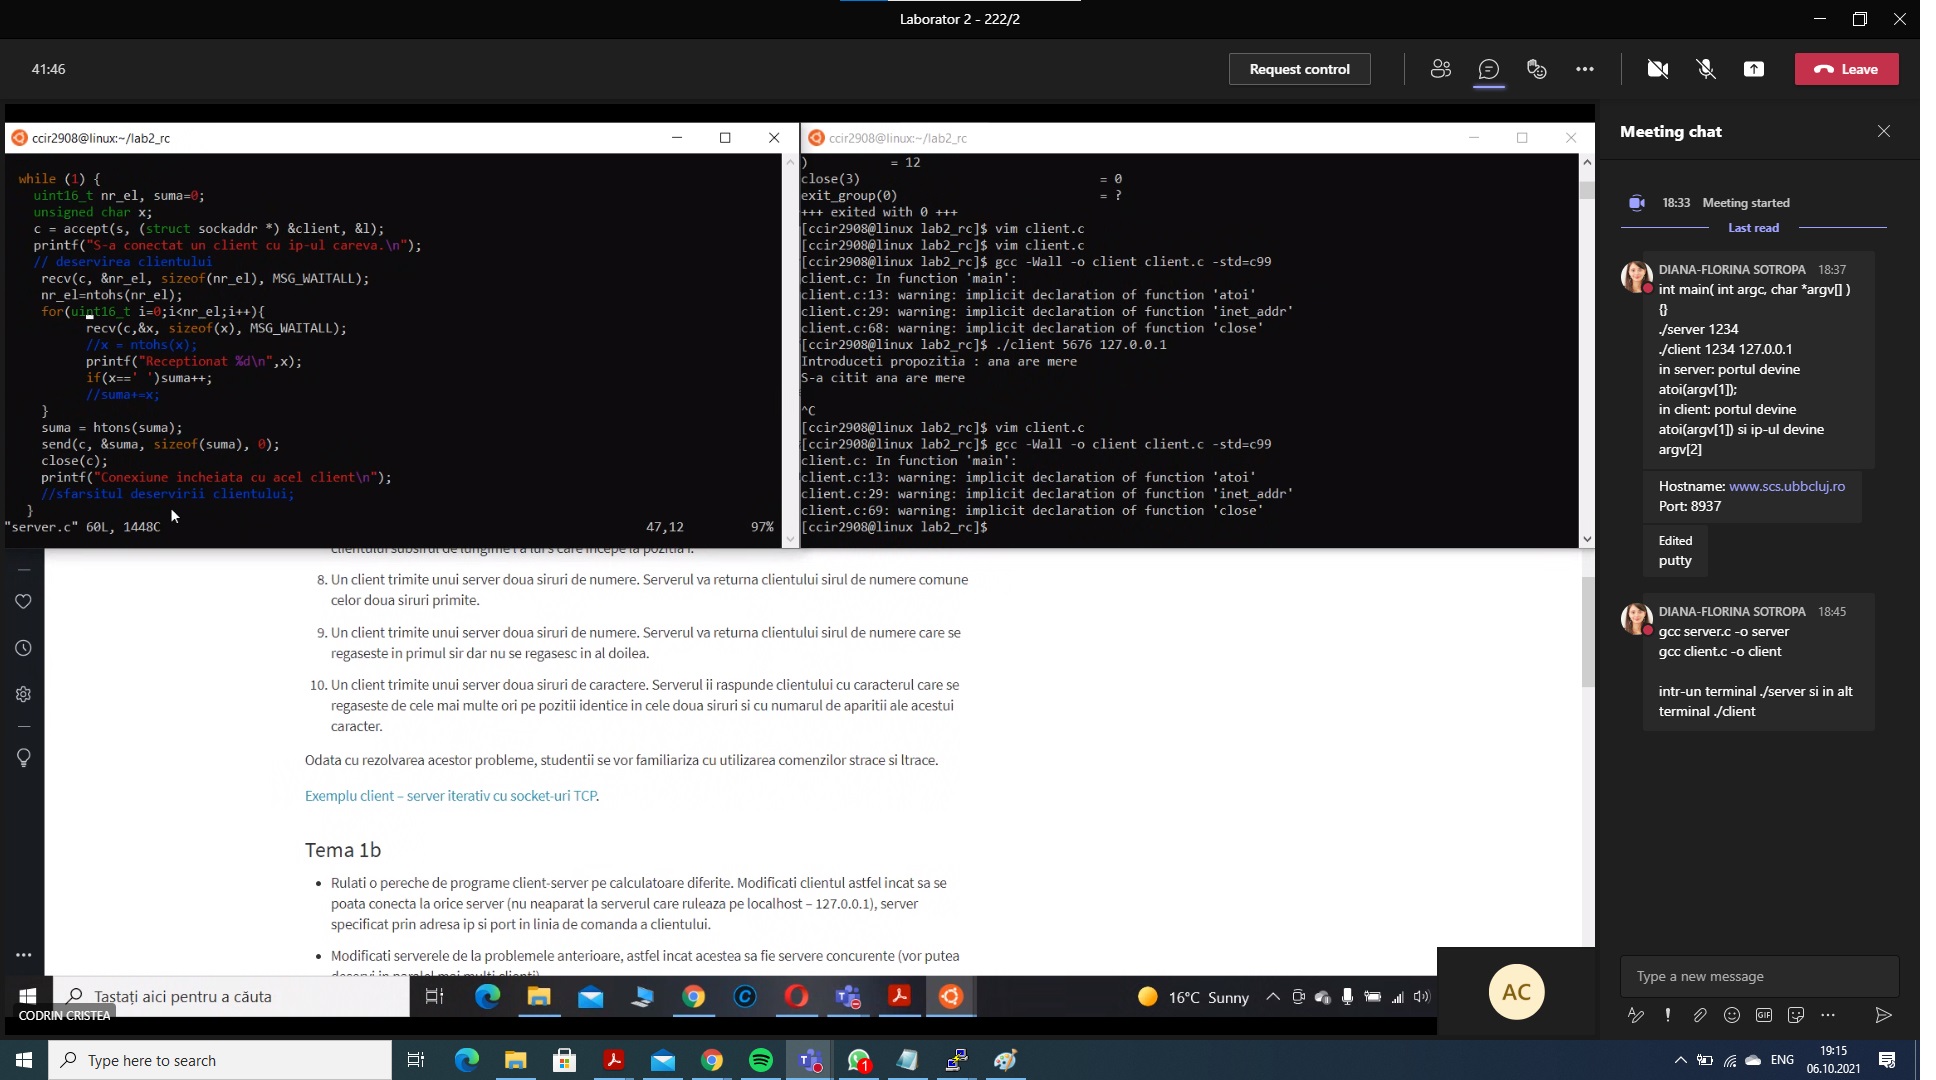 Laborator 2 - 222/2
41:46
Request control
Leave
ccir2908@linux:~/lab2_rc
while (1) {
uint16_t nr_el, suma=0;
unsigned char x;
c = accept(s, (struct sockaddr *) &client, &l);
printf("S-a conectat un client cu ip-ul careva.\n");
// deservirea clientului
recv(c, &nr_el, sizeof(nr_el), MSG_WAITALL);
nr_el=ntohs(nr_el);
for(uint16_t i=0;i<nr_el;i++){
recv(c,&x, sizeof(x), MSG_WAITALL);
//x = ntohs(x);
printf("Receptionat %d\n",x);
if(x==' ')suma++;
//suma+=x;
}
suma = htons(suma);
send(c, &suma, sizeof(suma), 0);
close(c);
printf("Conexiune incheiata cu acel client\n");
//sfarsitul deservirii clientului;
}
"server.c" 60L, 1448C 47,12 97%
ccir2908@linux:~/lab2_rc
) = 12
close(3) = 0
exit_group(0) = ?
+++ exited with 0 +++
[ccir2908@linux lab2_rc]$ vim client.c
[ccir2908@linux lab2_rc]$ vim client.c
[ccir2908@linux lab2_rc]$ gcc -Wall -o client client.c -std=c99
client.c: In function 'main':
client.c:13: warning: implicit declaration of function 'atoi'
client.c:29: warning: implicit declaration of function 'inet_addr'
client.c:68: warning: implicit declaration of function 'close'
[ccir2908@linux lab2_rc]$ ./client 5676 127.0.0.1
Introduceti propozitia : ana are mere
S-a citit ana are mere
^C
[ccir2908@linux lab2_rc]$ vim client.c
[ccir2908@linux lab2_rc]$ gcc -Wall -o client client.c -std=c99
client.c: In function 'main':
client.c:13: warning: implicit declaration of function 'atoi'
client.c:29: warning: implicit declaration of function 'inet_addr'
client.c:69: warning: implicit declaration of function 'close'
[ccir2908@linux lab2_rc]$
clientului subsirul de lungime l a lui s care incepe la pozitia i.
8. Un client trimite unui server doua siruri de numere. Serverul va returna clientului sirul de numere comune
celor doua siruri primite.
9. Un client trimite unui server doua siruri de numere. Serverul va returna clientului sirul de numere care se
regaseste in primul sir dar nu se regasesc in al doilea.
10. Un client trimite unui server doua siruri de caractere. Serverul ii raspunde clientului cu caracterul care se
regaseste de cele mai multe ori pe pozitii identice in cele doua siruri si cu numarul de aparitii ale acestui
caracter.
Odata cu rezolvarea acestor probleme, studentii se vor familiariza cu utilizarea comenzilor strace si ltrace.
Exemplu client – server iterativ cu socket-uri TCP.
Tema 1b
• Rulati o pereche de programe client-server pe calculatoare diferite. Modificati clientul astfel incat sa se
poata conecta la orice server (nu neaparat la serverul care ruleaza pe localhost – 127.0.0.1), server
specificat prin adresa ip si port in linia de comanda a clientului.
• Modificati serverele de la problemele anterioare, astfel incat acestea sa fie servere concurente (vor putea
deservi in paralel mai multi clienti)
Tastați aici pentru a căuta
16°C Sunny
CODRIN CRISTEA
AC
Meeting chat
18:33 Meeting started
Last read
DIANA-FLORINA SOTROPA 18:37
int main( int argc, char *argv[] )
{}
./server 1234
./client 1234 127.0.0.1
in server: portul devine
atoi(argv[1]);
in client: portul devine
atoi(argv[1]) si ip-ul devine
argv[2]
Hostname: www.scs.ubbcluj.ro
Port: 8937
Edited
putty
DIANA-FLORINA SOTROPA 18:45
gcc server.c -o server
gcc client.c -o client
intr-un terminal ./server si in alt
terminal ./client
Type a new message
GIF
Type here to search
1
ENG
19:15
06.10.2021